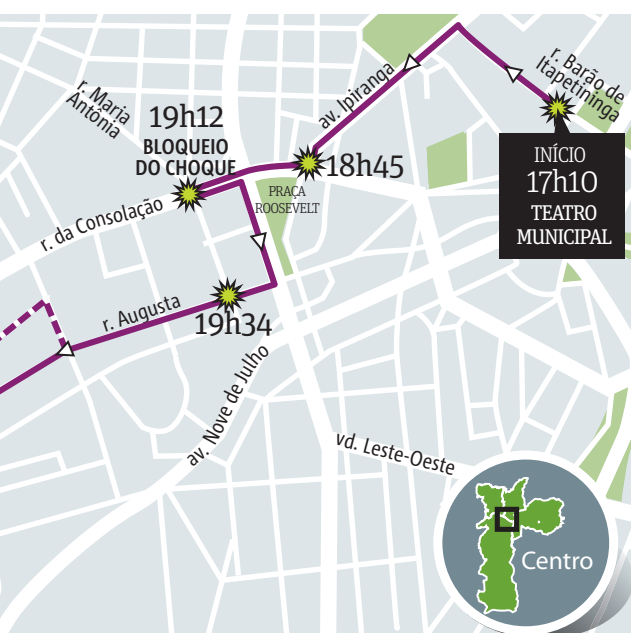 r. Barão de
Itapetininga
av. Ipiranga
r. Maria
Antônia
19h12
BLOQUEIO
DO CHOQUE
18h45
INÍCIO
17h10
TEATRO
MUNICIPAL
PRAÇA
ROOSEVELT
r. da Consolação
r. Augusta
19h34
av. Nove de Julho
vd. Leste-Oeste
Centro